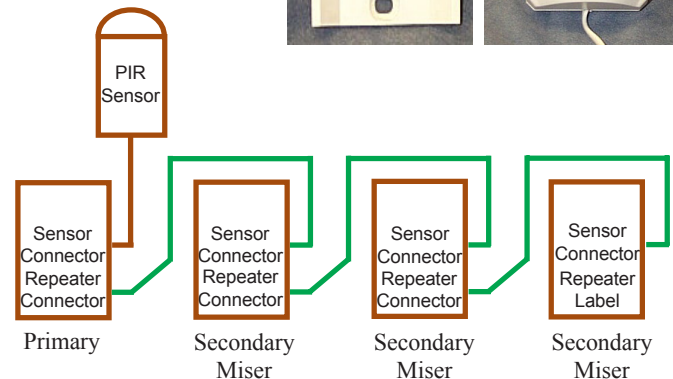 PIR
Sensor
Sensor
Connector
Repeater
Connector
Primary
Sensor
Connector
Repeater
Connector
Secondary
Miser
Sensor
Connector
Repeater
Connector
Secondary
Miser
Sensor
Connector
Repeater
Label
Secondary
Miser